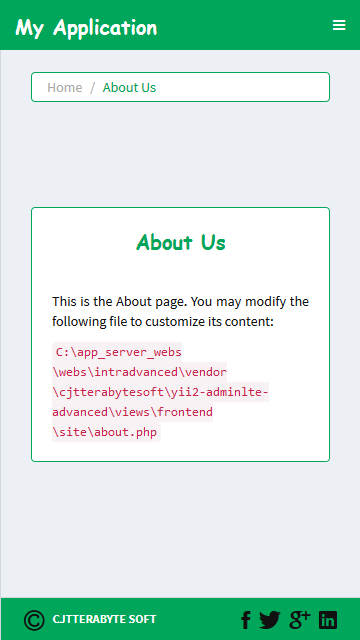 My Application
Home / About Us
About Us
This is the About page. You may modify the
following file to customize its content:
C:\app_server_webs
\webs\intradvanced\vendor
\cjtterabytesoft\yii2-adminlte-
advanced\views\frontend
\site\about.php
© CJTTERABYTE SOFT